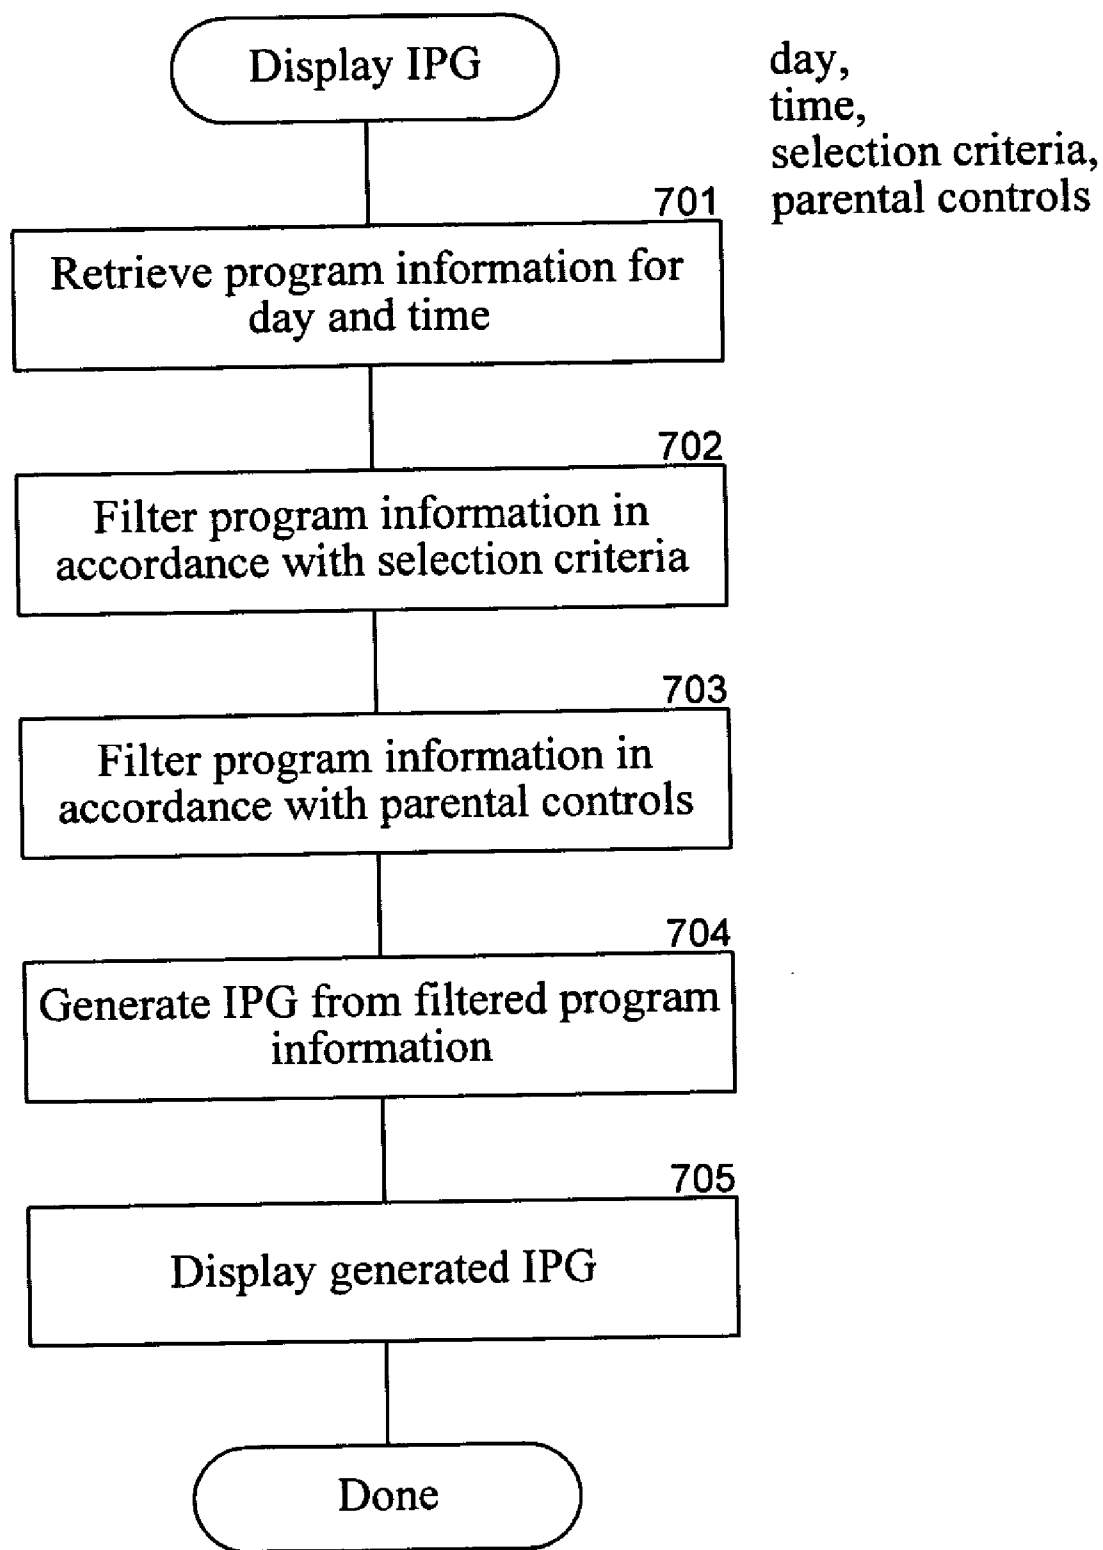 Display IPG
day,
time,
selection criteria,
parental controls
701
Retrieve program information for
day and time
702
Filter program information in
accordance with selection criteria
703
Filter program information in
accordance with parental controls
704
Generate IPG from filtered program
information
705
Display generated IPG
Done